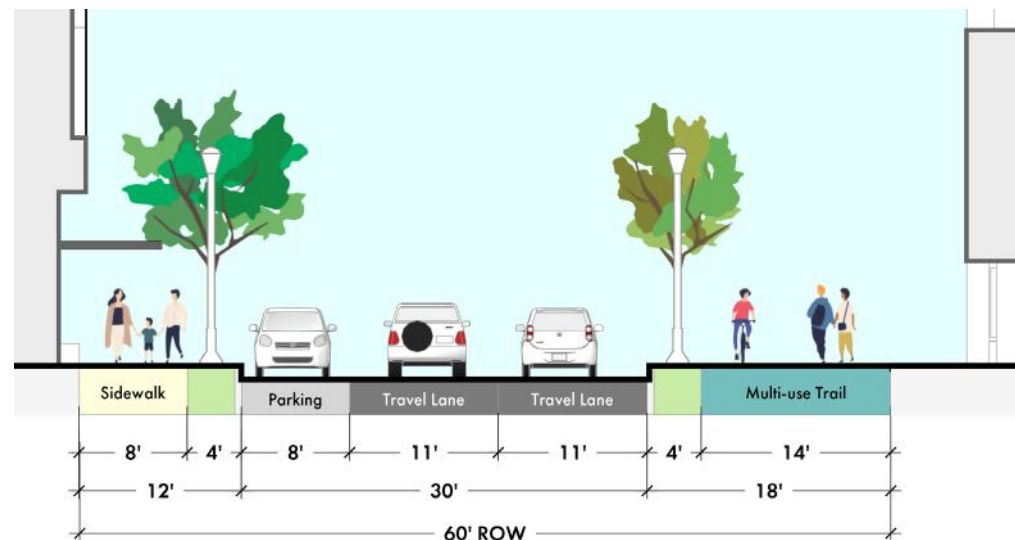 Sidewalk
Parking
Travel Lane
Travel Lane
Multi-use Trail
8' 4' 8' 11' 11' 4' 14'
12' 30' 18'
60' ROW